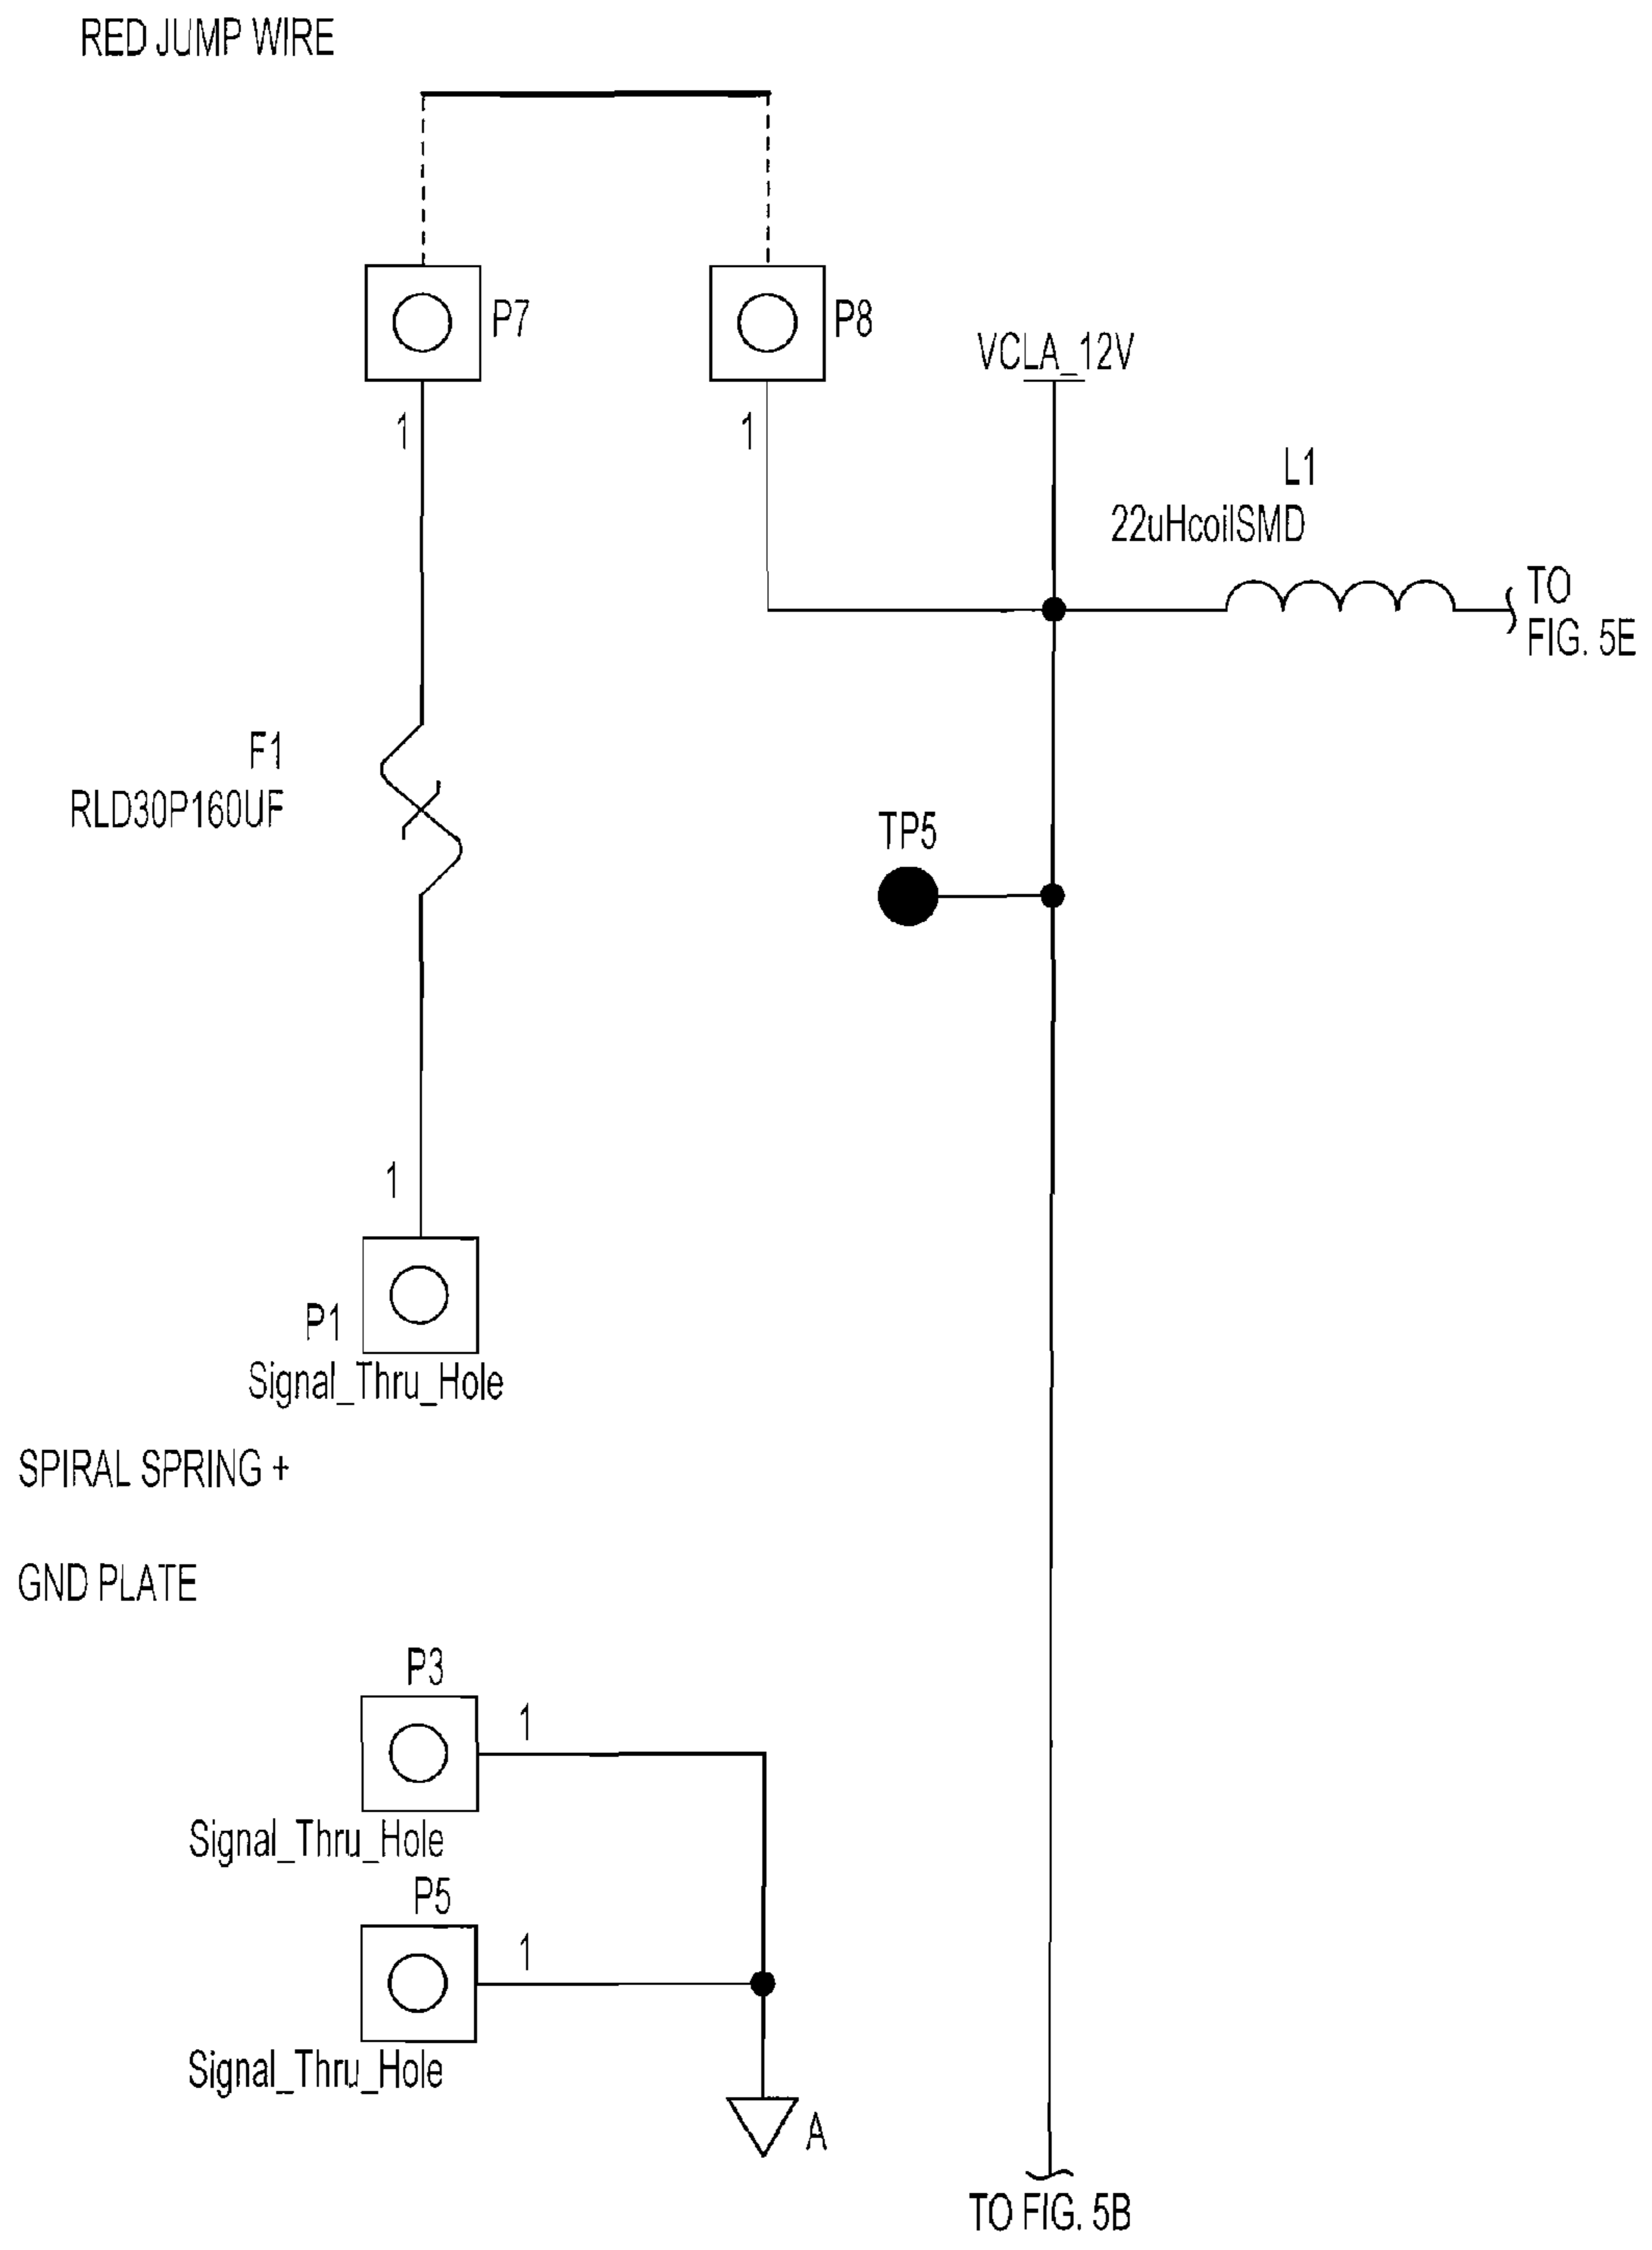 RED JUMP WIRE
P7
P8
VCLA_12V
1
1
L1
22uHcoilSMD
TO
FIG. 5E
F1
RLD30P160UF
TP5
1
P1
Signal_Thru_Hole
SPIRAL SPRING +
GND PLATE
P3
1
Signal_Thru_Hole
P5
1
Signal_Thru_Hole
A
TO FIG. 5B